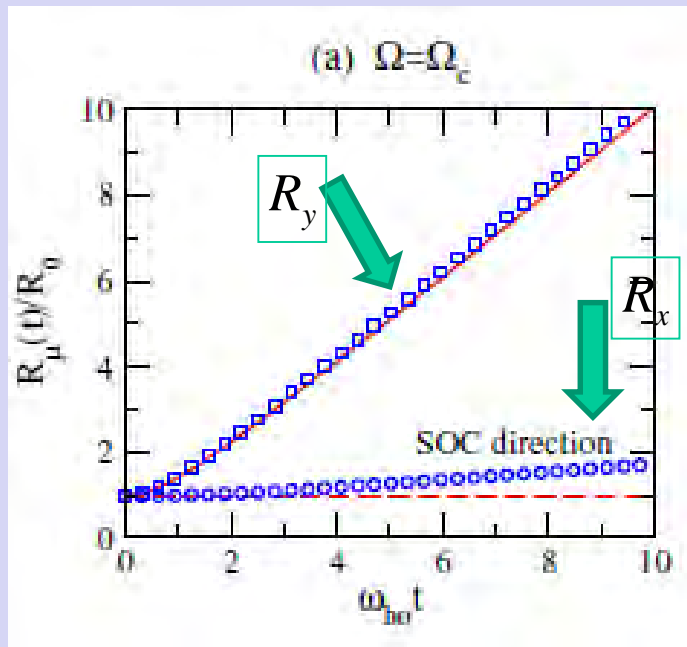 (a) Ω=Ω_c
10
8
6
4
2
0
R_μ(t)/R_0
R_y
R_x
SOC direction
0 2 4 6 8 10
ω_ho t